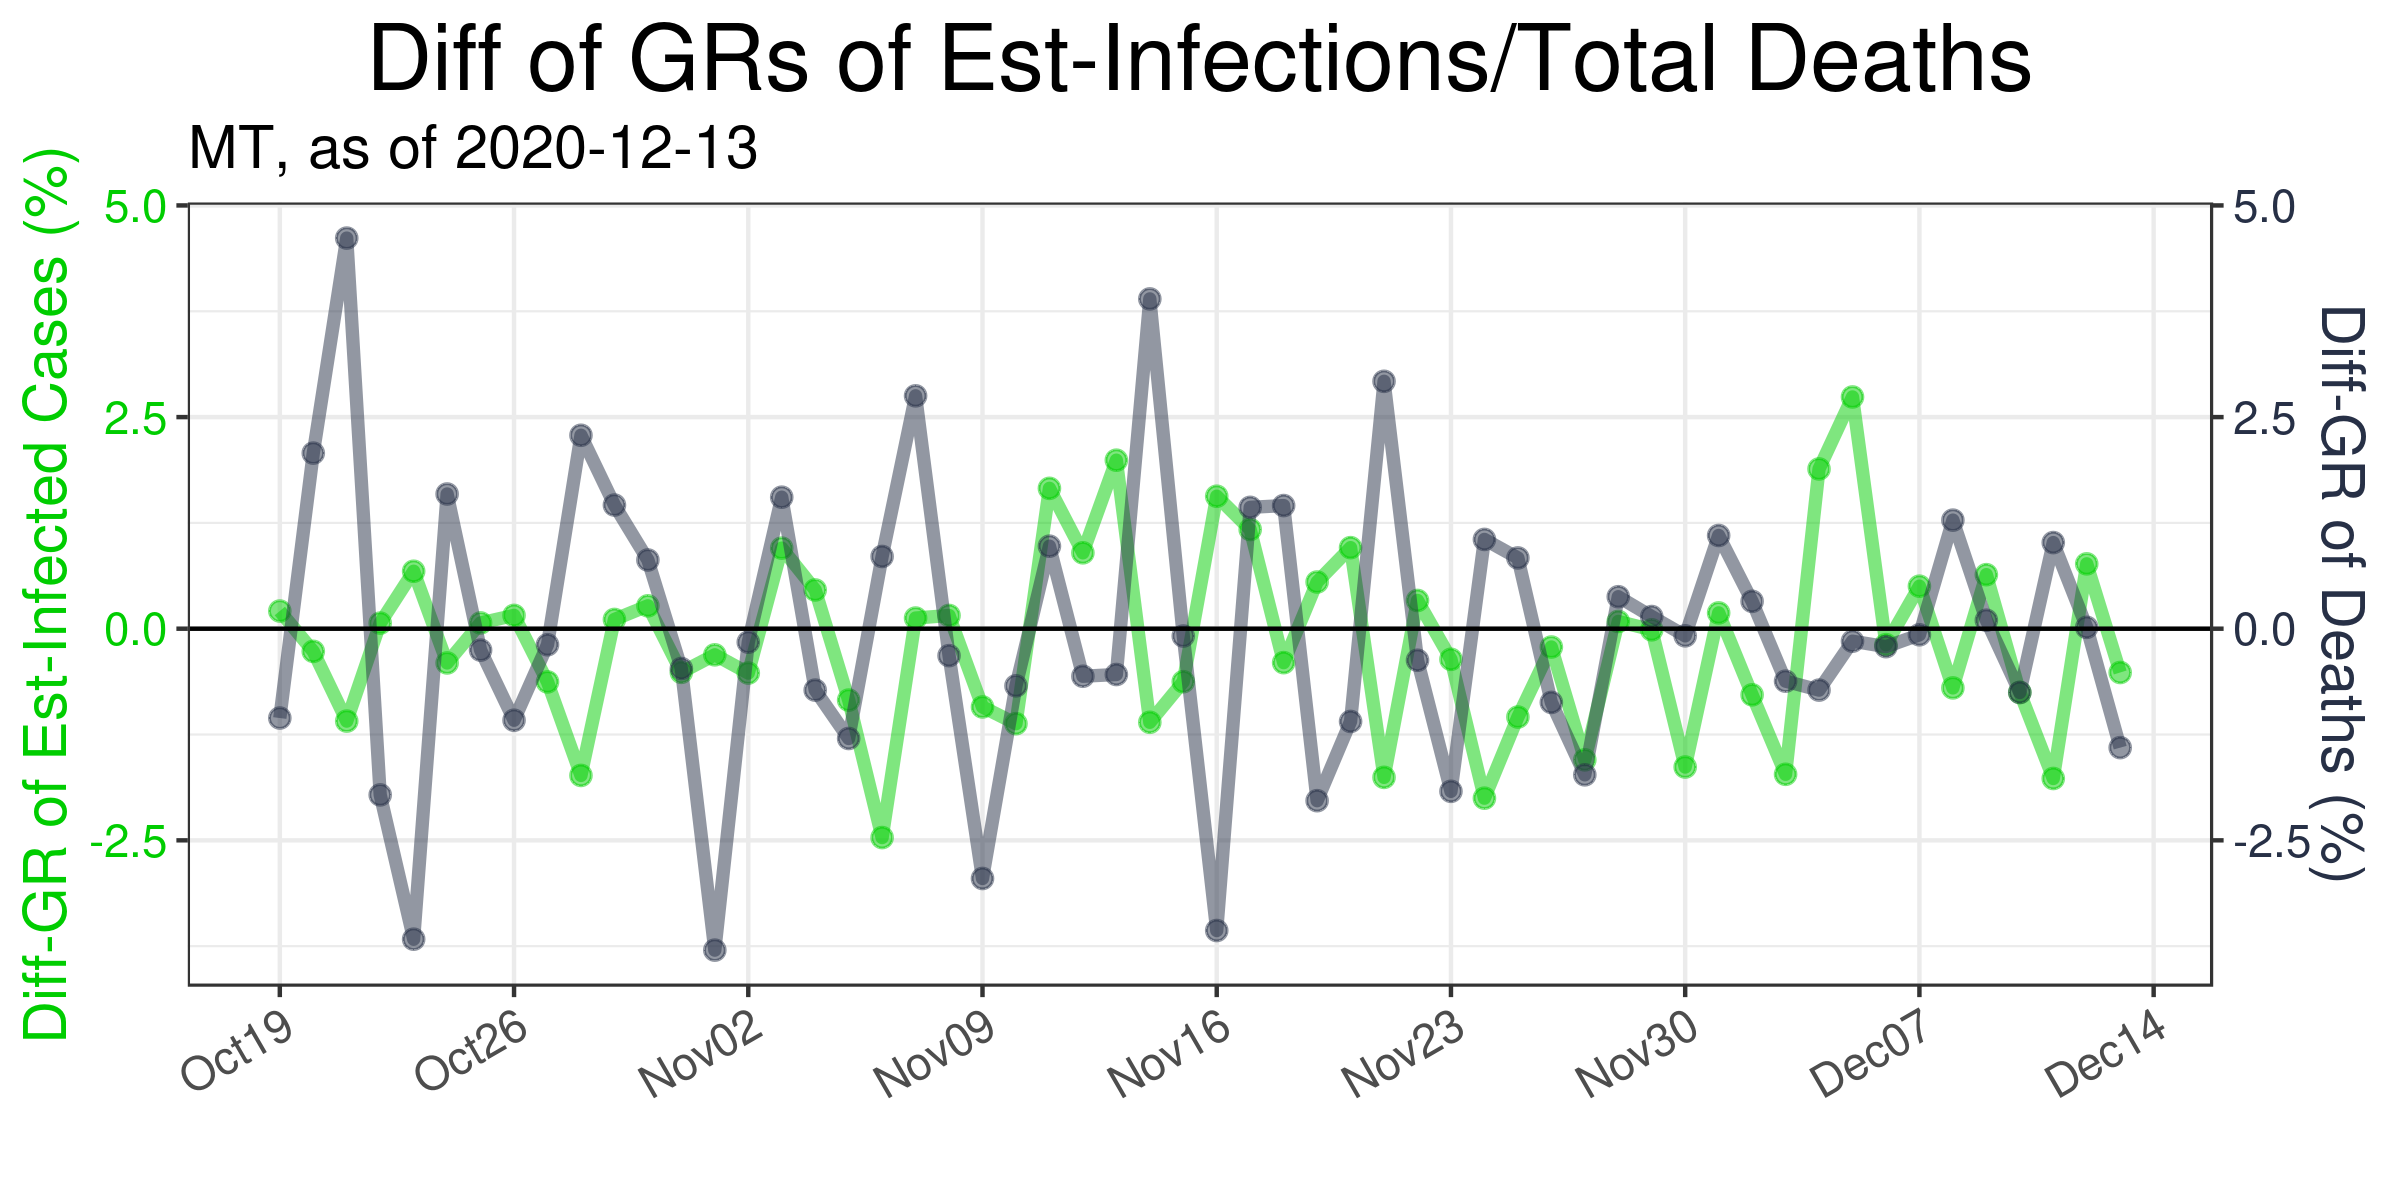 Diff of GRs of Est-Infections/Total Deaths
MT, as of 2020-12-13
Diff-GR of Est-Infected Cases (%)
5.0
2.5
0.0
-2.5
5.0
2.5
0.0
-2.5
Diff-GR of Deaths (%)
Oct19
Oct26
Nov02
Nov09
Nov16
Nov23
Nov30
Dec07
Dec14